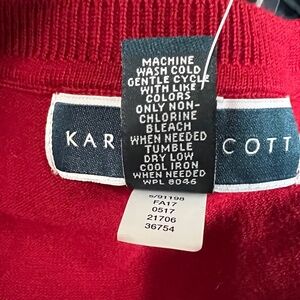 MACHINE
WASH COLD
GENTLE CYCLE
WITH LIKE
COLORS
ONLY NON-
CHLORINE
BLEACH
WHEN NEEDED
TUMBLE
DRY LOW
COOL IRON
WHEN NEEDED
WPL 8046
KAR COTT
FA17
0517
21706
36754